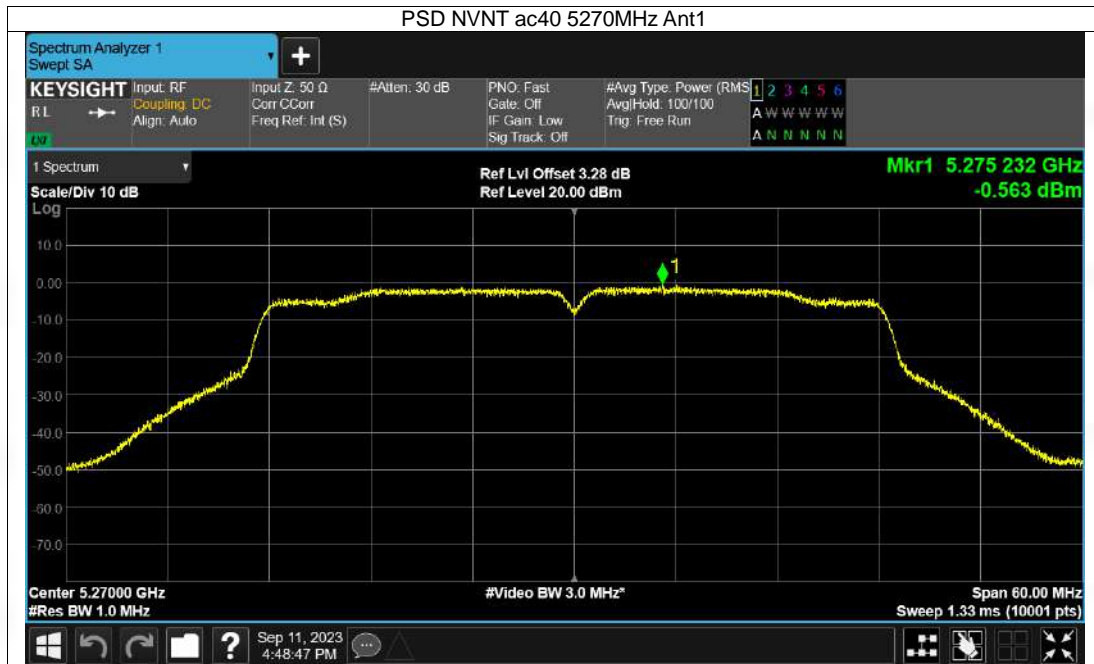 PSD NVNT ac40 5270MHz Ant1
Spectrum Analyzer 1
Swept SA
KEYSIGHT
RL
LXI
Input: RF
Coupling: DC
Align: Auto
Input Z: 50 Ω
Corr CCorr
Freq Ref: Int (S)
#Atten: 30 dB
PNO: Fast
Gate: Off
IF Gain: Low
Sig Track: Off
#Avg Type: Power (RMS
Avg|Hold: 100/100
Trig: Free Run
1 2 3 4 5 6
A W W W W W
A N N N N N
1 Spectrum
Scale/Div 10 dB
Log
Ref Lvl Offset 3.28 dB
Ref Level 20.00 dBm
Mkr1 5.275 232 GHz
-0.563 dBm
10.0
0.00
-10.0
-20.0
-30.0
-40.0
-50.0
-60.0
-70.0
1
Center 5.27000 GHz
#Res BW 1.0 MHz
#Video BW 3.0 MHz*
Span 60.00 MHz
Sweep 1.33 ms (10001 pts)
?
Sep 11, 2023
4:48:47 PM